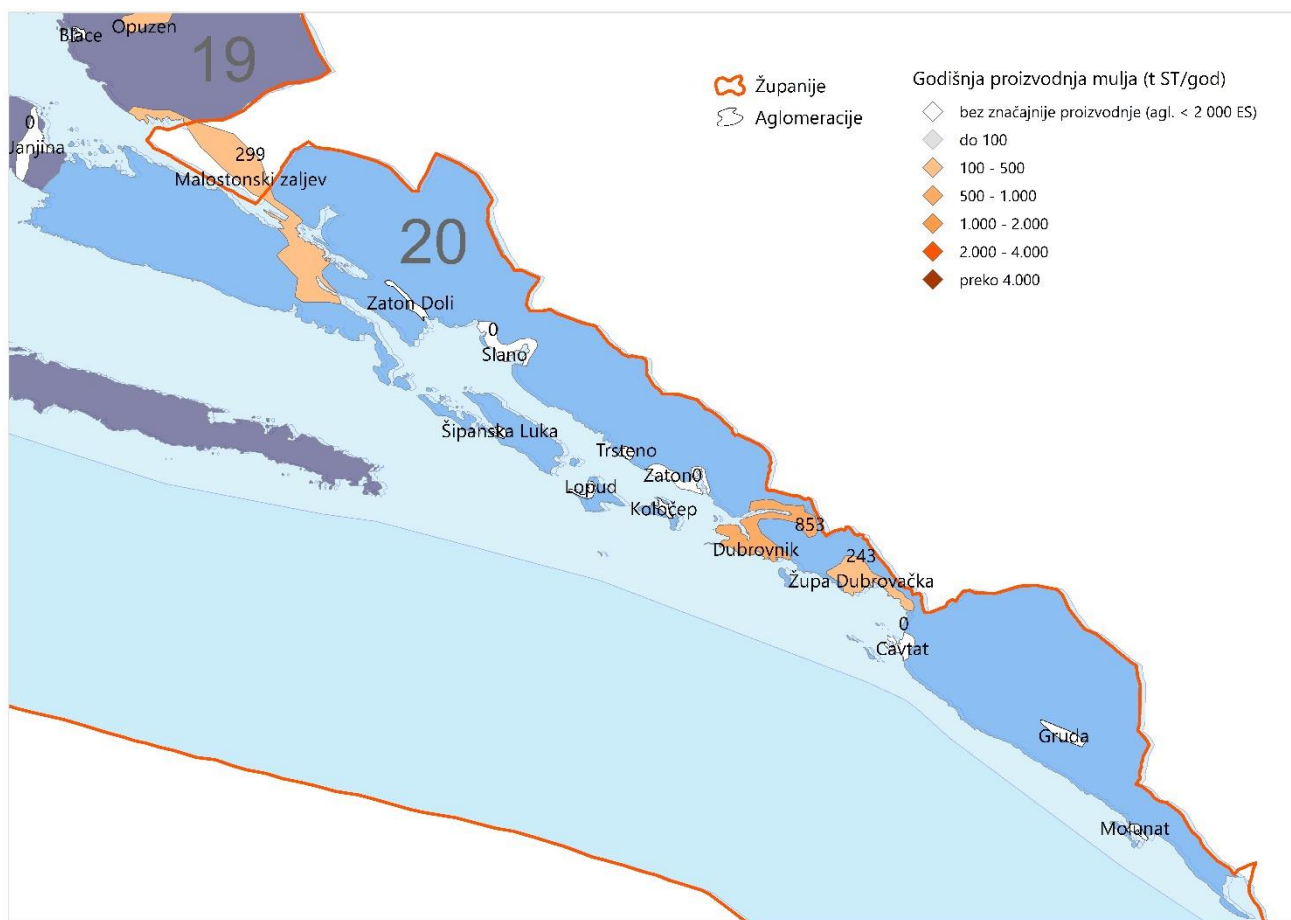 Opuzen
Blace
19
Županije
Aglomeracije
Godišnja proizvodnja mulja (t ST/god)
bez značajnije proizvodnje (agl. < 2 000 ES)
do 100
100 - 500
500 - 1.000
1.000 - 2.000
2.000 - 4.000
preko 4.000
0
Janjina
299
Malostonski zaljev
20
Zaton Doli
0
Slano
Šipanska Luka
Trsteno
Zaton
0
Lopud
Koločep
853
Dubrovnik
243
Župa Dubrovačka
0
Cavtat
Gruda
Molunat